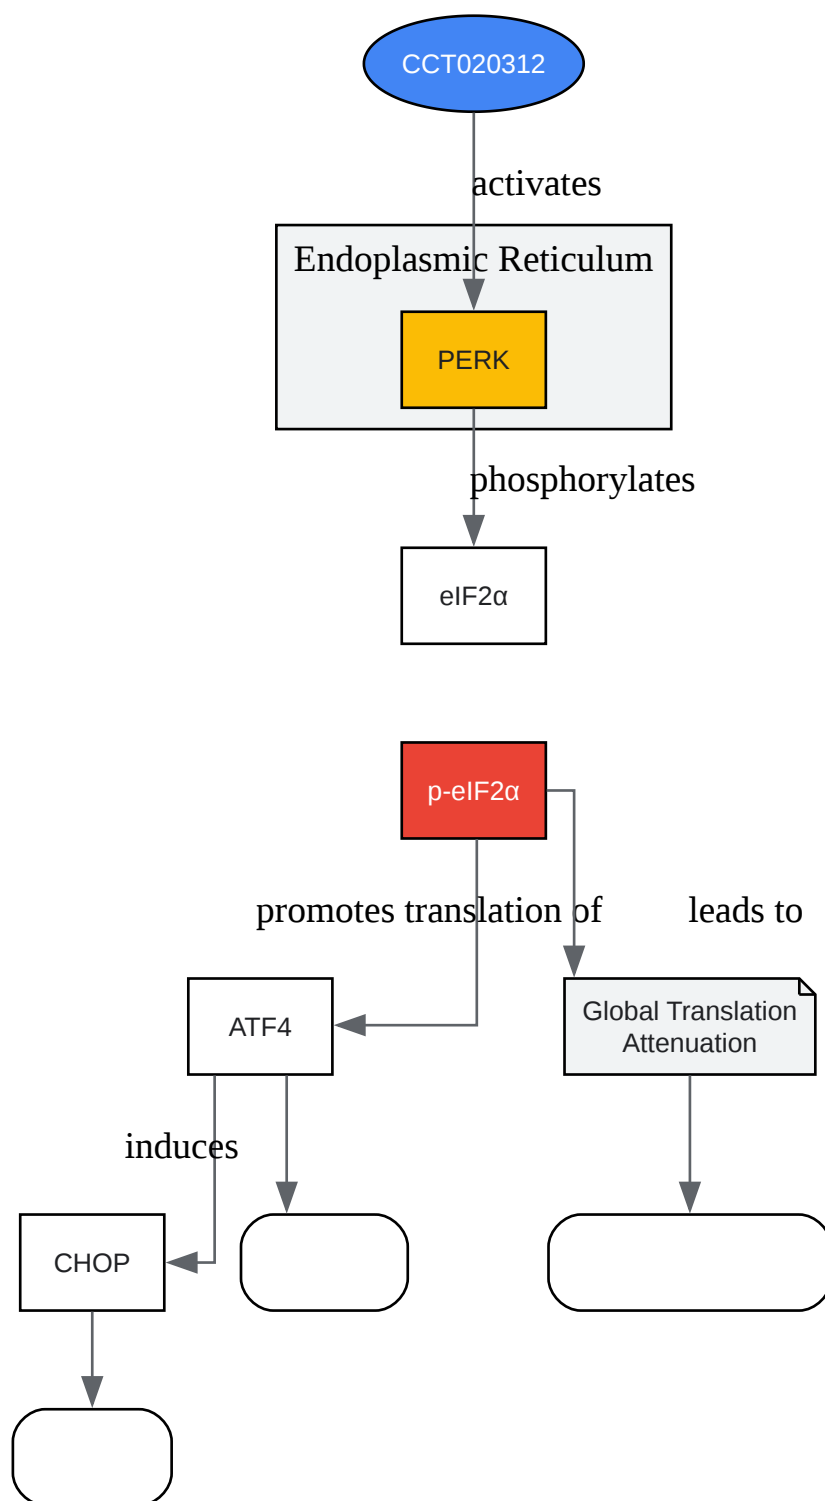 CCT020312
activates
Endoplasmic Reticulum
PERK
phosphorylates
eIF2α
p-eIF2α
promotes translation of
leads to
ATF4
Global Translation
Attenuation
induces
CHOP